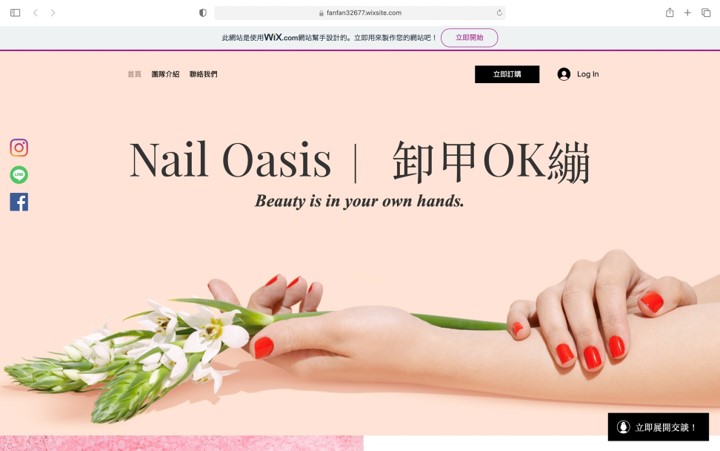 fanfan32677.wixsite.com
此網站是使用WiX.com網站幫手設計的。立即用來製作您的網站吧！ 立即開始
首頁 團隊介紹 聯絡我們 立即訂購 Log In
Nail Oasis | 卸甲OK繃
Beauty is in your own hands.
LINE
立即展開交談！